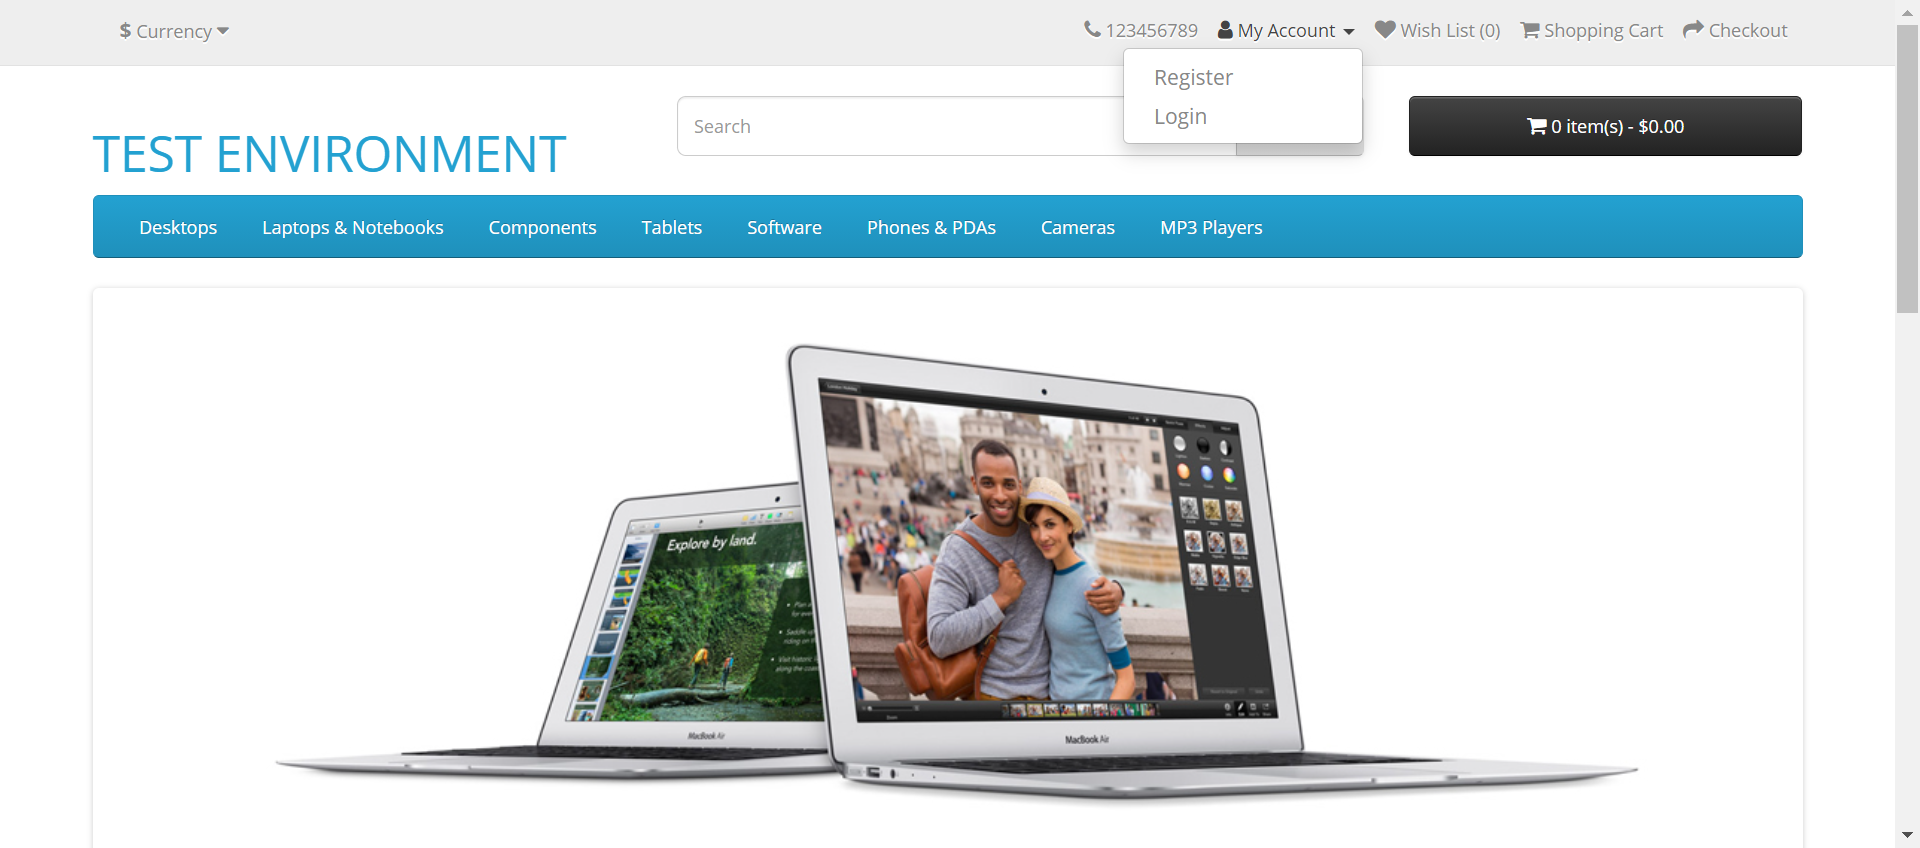 $ Currency
123456789 My Account Wish List (0) Shopping Cart Checkout
Register
Login
Search
0 item(s) - $0.00
TEST ENVIRONMENT
Desktops Laptops & Notebooks Components Tablets Software Phones & PDAs Cameras MP3 Players
Explore by land.
MacBook Air
MacBook Air